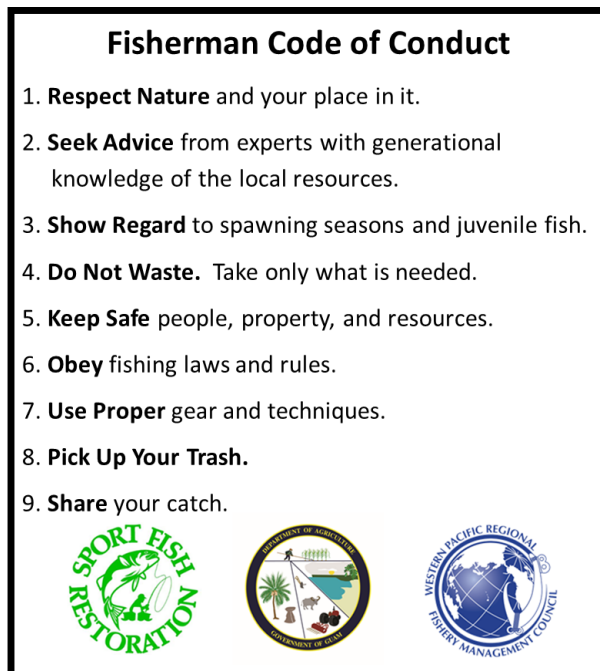 Fisherman Code of Conduct
1. Respect Nature and your place in it.
2. Seek Advice from experts with generational
knowledge of the local resources.
3. Show Regard to spawning seasons and juvenile fish.
4. Do Not Waste. Take only what is needed.
5. Keep Safe people, property, and resources.
6. Obey fishing laws and rules.
7. Use Proper gear and techniques.
8. Pick Up Your Trash.
9. Share your catch.
SPORT FISH
RESTORATION
DEPARTMENT OF AGRICULTURE
GOVERNMENT OF GUAM
WESTERN PACIFIC REGIONAL
FISHERY MANAGEMENT COUNCIL